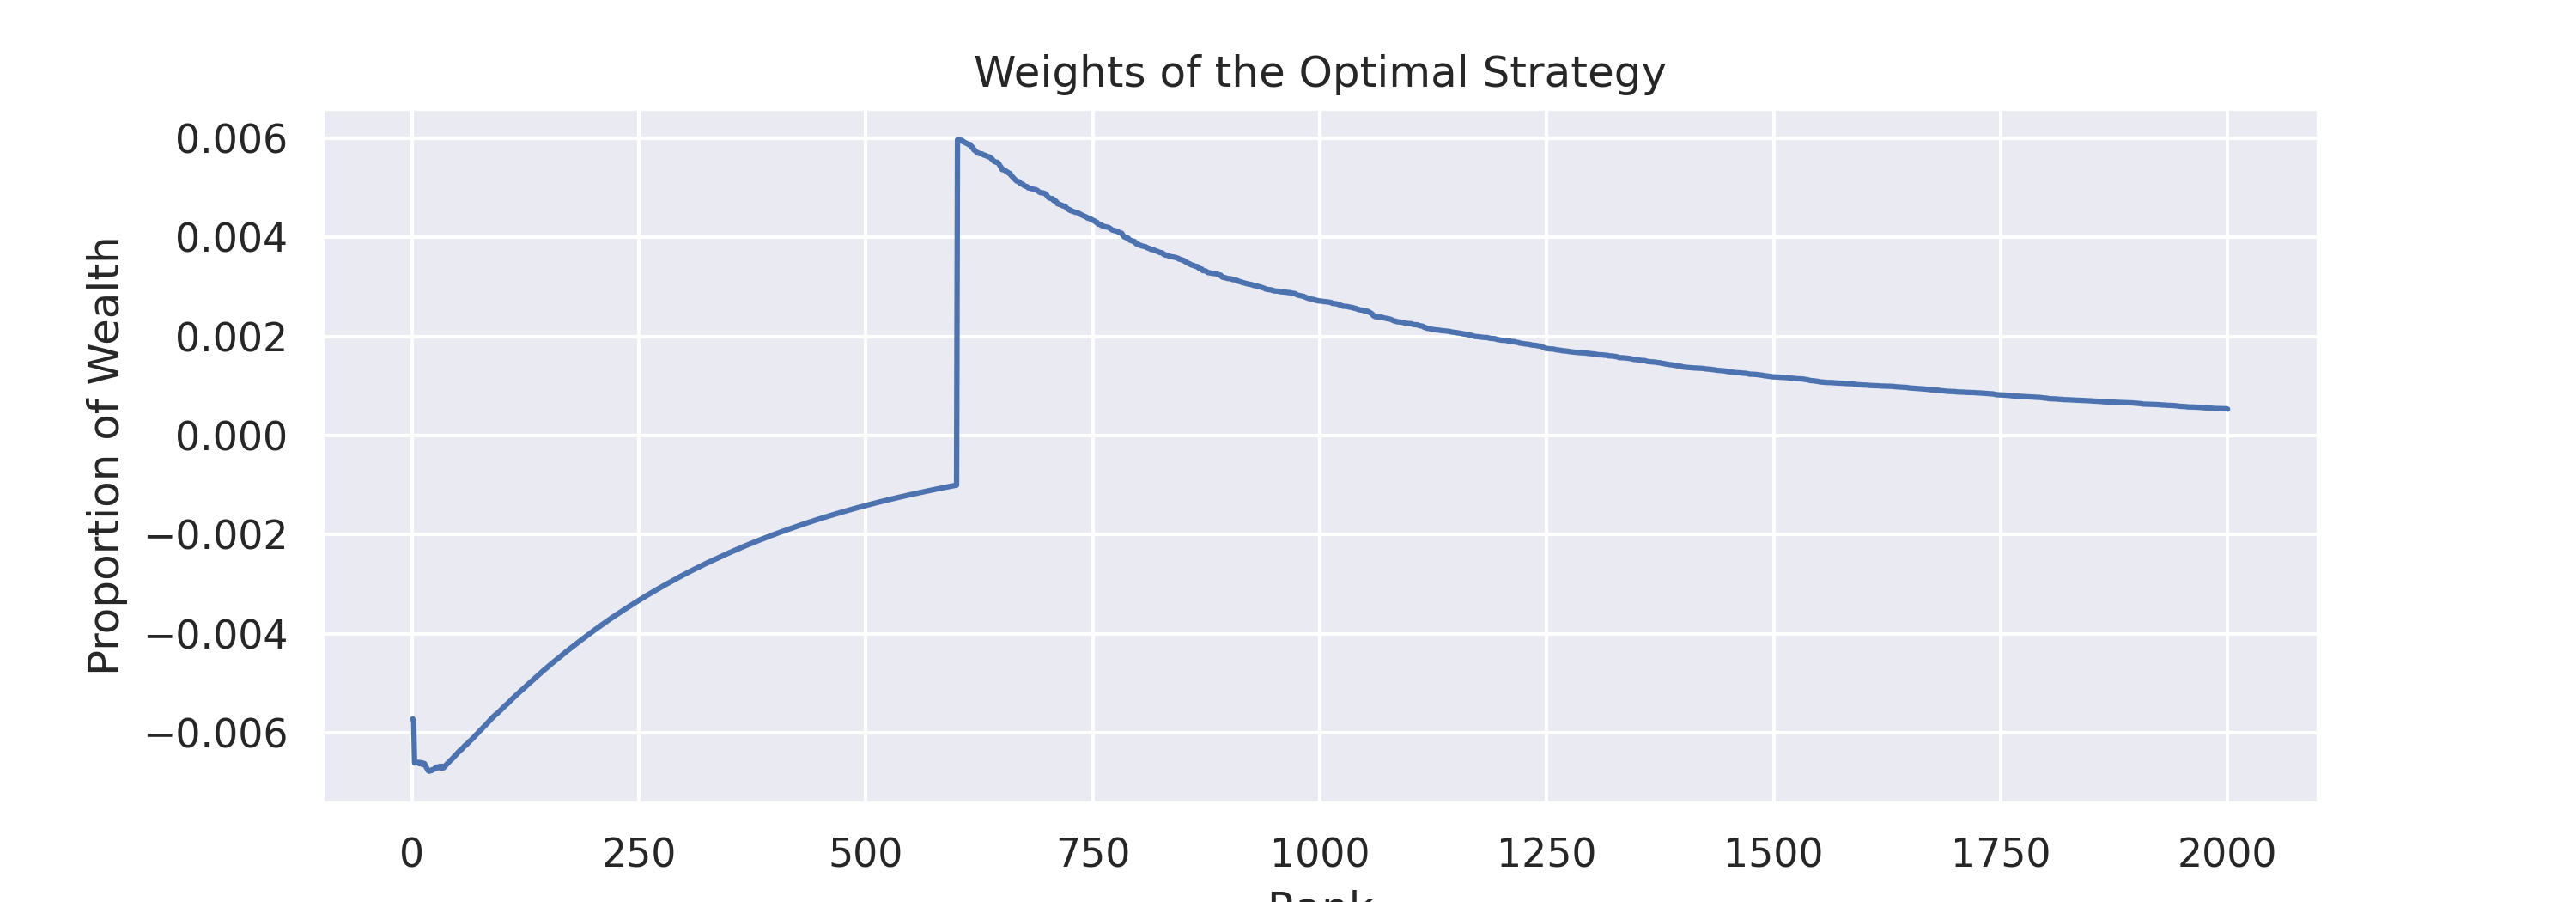 Weights of the Optimal Strategy
0.006
0.004
0.002
0.000
−0.002
−0.004
−0.006
Proportion of Wealth
0 250 500 750 1000 1250 1500 1750 2000
Rank